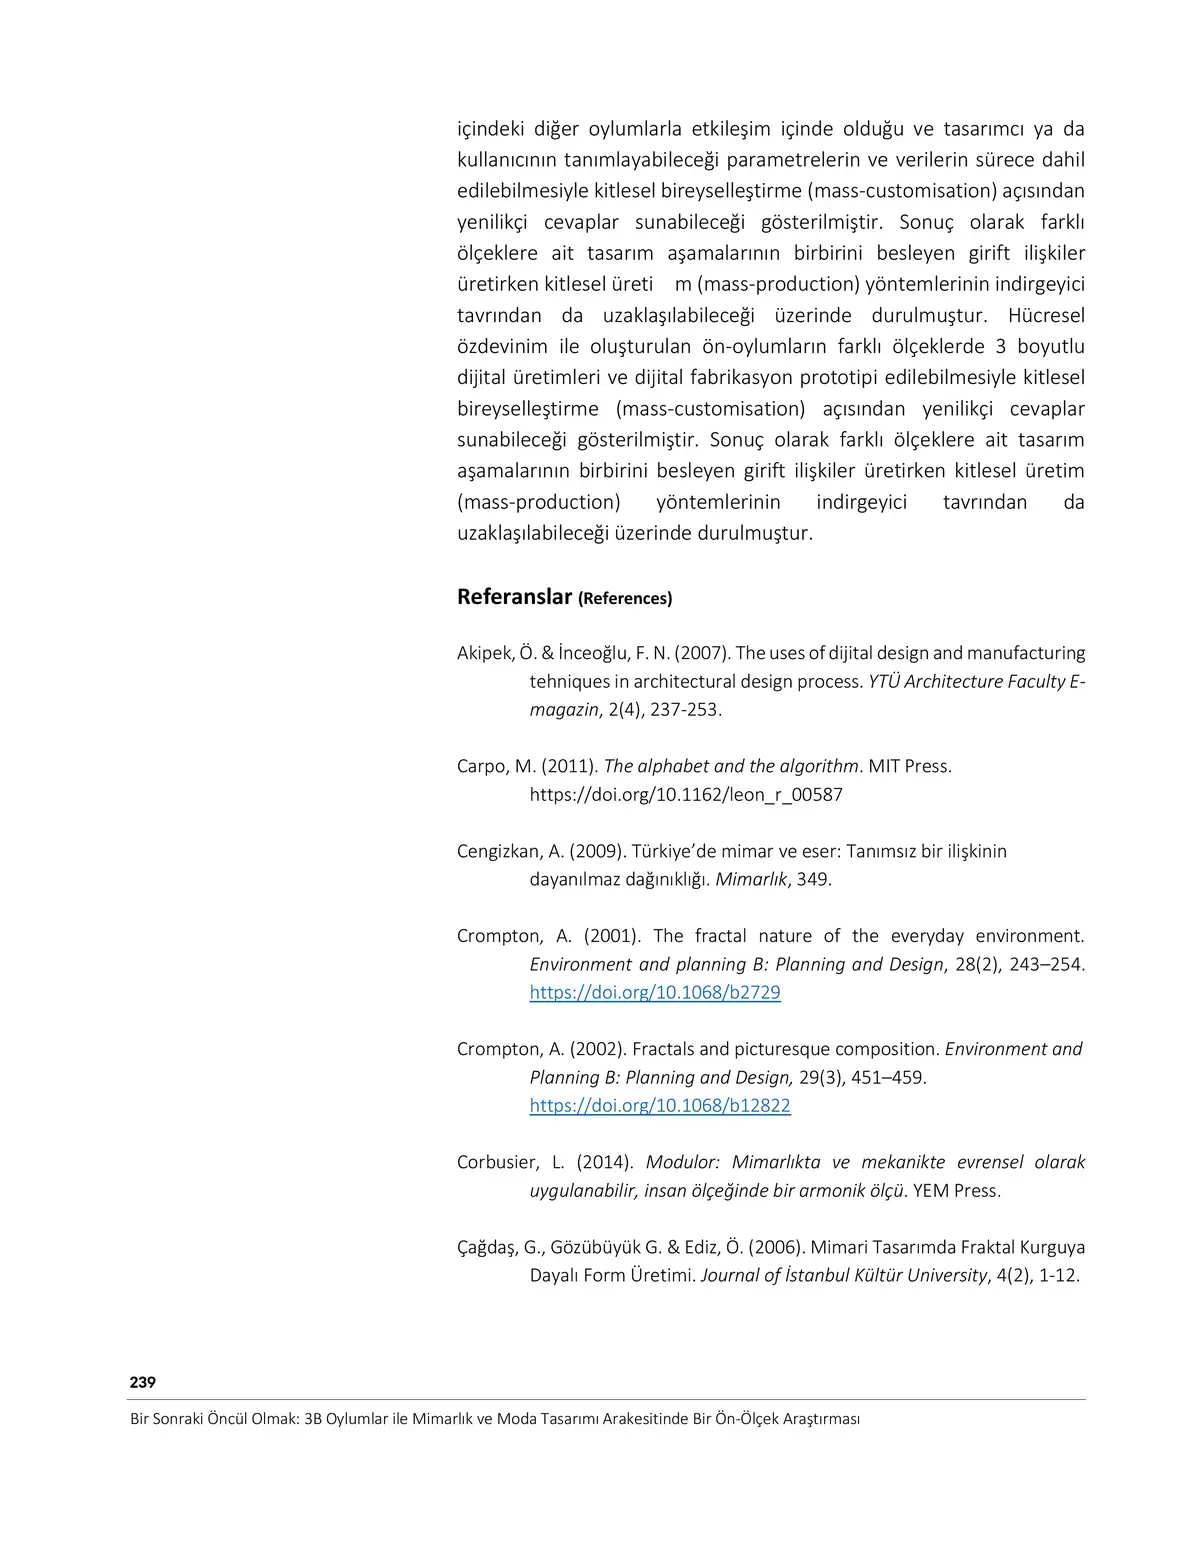 içindeki diğer oylumlarla etkileşim içinde olduğu ve tasarımcı ya da
kullanıcının tanımlayabileceği parametrelerin ve verilerin sürece dahil
edilebilmesiyle kitlesel bireyselleştirme (mass-customisation) açısından
yenilikçi cevaplar sunabileceği gösterilmiştir. Sonuç olarak farklı
ölçeklere ait tasarım aşamalarının birbirini besleyen girift ilişkiler
üretirken kitlesel üreti m (mass-production) yöntemlerinin indirgeyici
tavrından da uzaklaşılabileceği üzerinde durulmuştur. Hücresel
özdevinim ile oluşturulan ön-oylumların farklı ölçeklerde 3 boyutlu
dijital üretimleri ve dijital fabrikasyon prototipi edilebilmesiyle kitlesel
bireyselleştirme (mass-customisation) açısından yenilikçi cevaplar
sunabileceği gösterilmiştir. Sonuç olarak farklı ölçeklere ait tasarım
aşamalarının birbirini besleyen girift ilişkiler üretirken kitlesel üretim
(mass-production) yöntemlerinin indirgeyici tavrından da
uzaklaşılabileceği üzerinde durulmuştur.
Referanslar (References)
Akipek, Ö. & İnceoğlu, F. N. (2007). The uses of dijital design and manufacturing
tehniques in architectural design process. YTÜ Architecture Faculty E-
magazin, 2(4), 237-253.
Carpo, M. (2011). The alphabet and the algorithm. MIT Press.
https://doi.org/10.1162/leon_r_00587
Cengizkan, A. (2009). Türkiye’de mimar ve eser: Tanımsız bir ilişkinin
dayanılmaz dağınıklığı. Mimarlık, 349.
Crompton, A. (2001). The fractal nature of the everyday environment.
Environment and planning B: Planning and Design, 28(2), 243–254.
https://doi.org/10.1068/b2729
Crompton, A. (2002). Fractals and picturesque composition. Environment and
Planning B: Planning and Design, 29(3), 451–459.
https://doi.org/10.1068/b12822
Corbusier, L. (2014). Modulor: Mimarlıkta ve mekanikte evrensel olarak
uygulanabilir, insan ölçeğinde bir armonik ölçü. YEM Press.
Çağdaş, G., Gözübüyük G. & Ediz, Ö. (2006). Mimari Tasarımda Fraktal Kurguya
Dayalı Form Üretimi. Journal of İstanbul Kültür University, 4(2), 1-12.
239
Bir Sonraki Öncül Olmak: 3B Oylumlar ile Mimarlık ve Moda Tasarımı Arakesitinde Bir Ön-Ölçek Araştırması